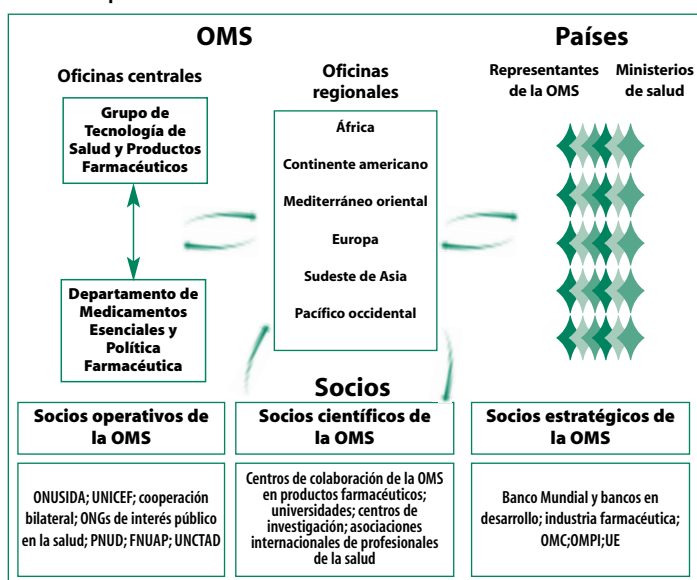 OMS
Países
Oficinas centrales
Oficinas
regionales
Representantes
de la OMS
Ministerios
de salud
Grupo de
Tecnología de
Salud y Productos
Farmacéuticos
África
Continente americano
Mediterráneo oriental
Europa
Sudeste de Asia
Pacífico occidental
Departamento de
Medicamentos
Esenciales y
Política
Farmacéutica
Socios
Socios operativos de
la OMS
Socios científicos de
la OMS
Socios estratégicos de
la OMS
ONUSIDA; UNICEF; cooperación
bilateral; ONGs de interés público
en la salud; PNUD; FNUAP; UNCTAD
Centros de colaboración de la OMS
en productos farmacéuticos;
universidades; centros de
investigación; asociaciones
internacionales de profesionales
de la salud
Banco Mundial y bancos en
desarrollo; industria farmacéutica;
OMC;OMPI;UE